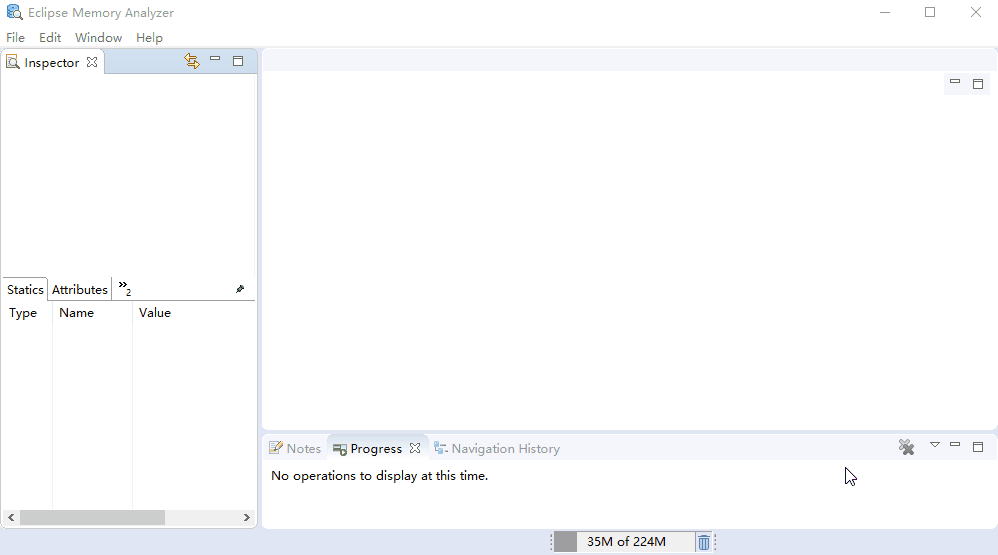 Eclipse Memory Analyzer
File Edit Window Help
Inspector
Statics Attributes »2
Type Name Value
Notes Progress Navigation History
No operations to display at this time.
35M of 224M